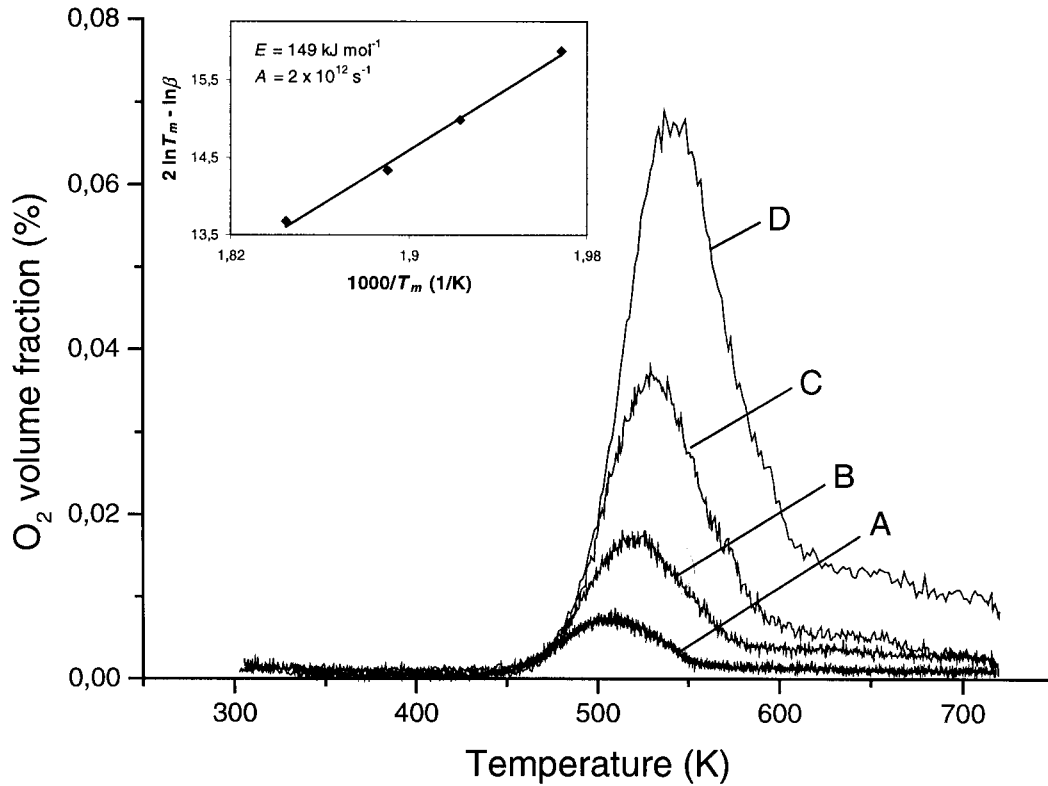 0,08
0,06
0,04
0,02
0,00
O₂ volume fraction (%)
E = 149 kJ mol⁻¹
A = 2 x 10¹² s⁻¹
15,5
14,5
13,5
2 ln Tₘ - lnβ
1,82
1,9
1,98
1000/Tₘ (1/K)
D
C
B
A
300
400
500
600
700
Temperature (K)